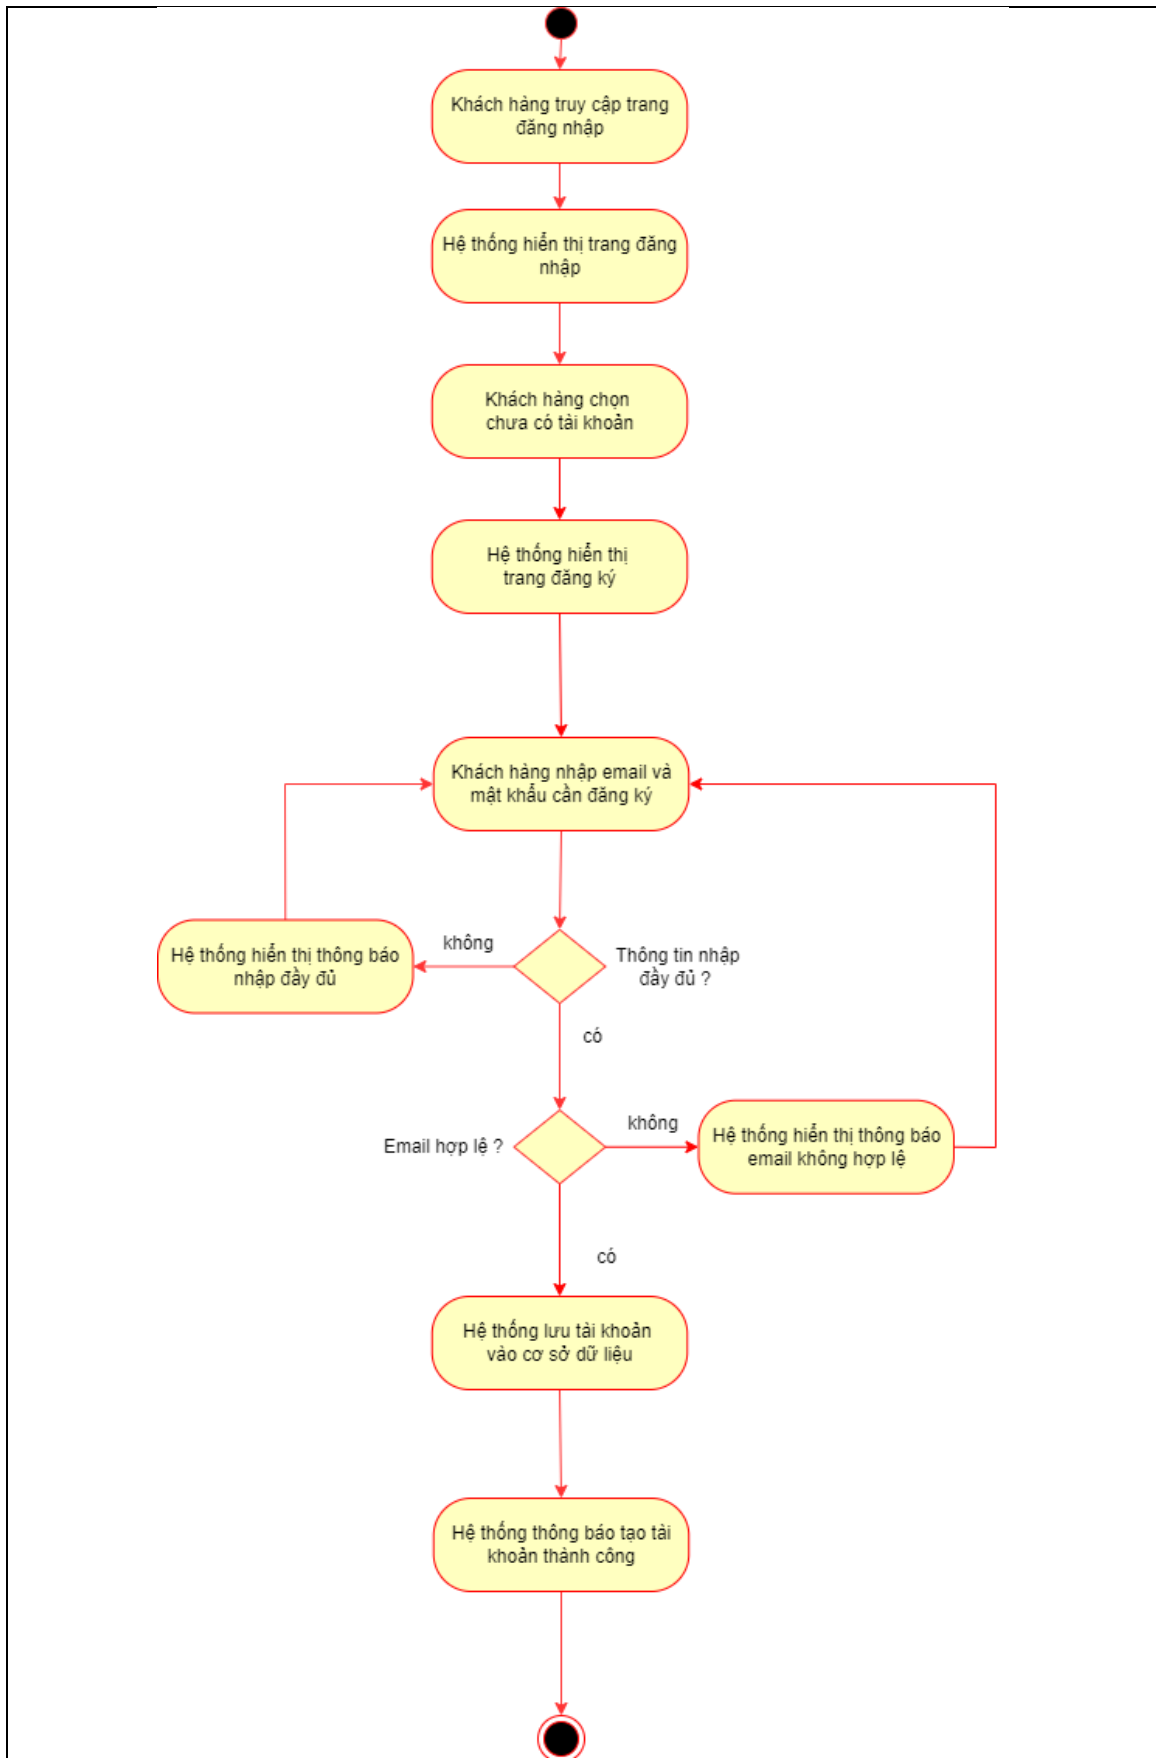 Khách hàng truy cập trang
đăng nhập
Hệ thống hiển thị trang đăng
nhập
Khách hàng chọn
chưa có tài khoản
Hệ thống hiển thị
trang đăng ký
Khách hàng nhập email và
mật khẩu cần đăng ký
Hệ thống hiển thị thông báo
nhập đầy đủ
không
Thông tin nhập
đầy đủ ?
có
Email hợp lệ ?
không
Hệ thống hiển thị thông báo
email không hợp lệ
có
Hệ thống lưu tài khoản
vào cơ sở dữ liệu
Hệ thống thông báo tạo tài
khoản thành công